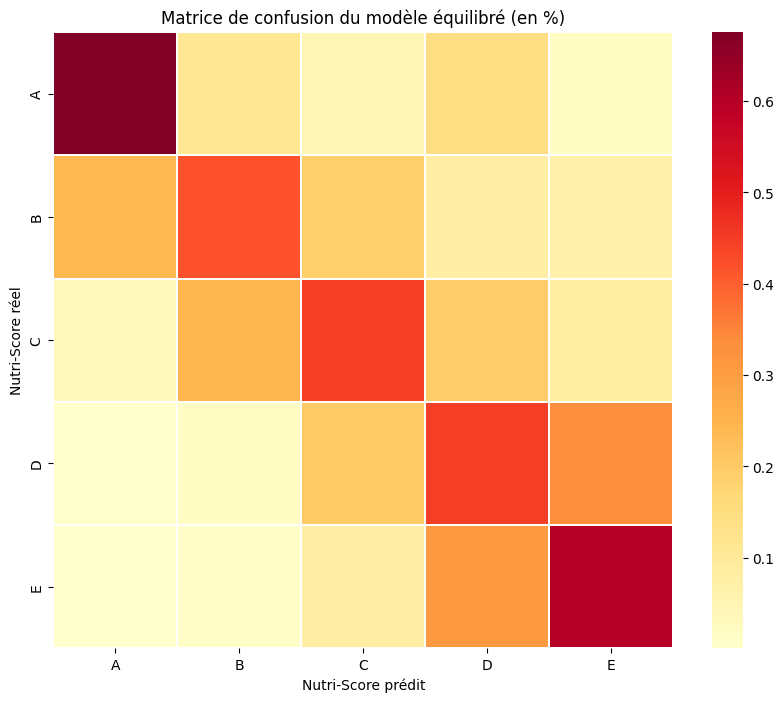 Matrice de confusion du modèle équilibré (en %)
A
B
C
D
E
Nutri-Score réel
A
B
C
D
E
Nutri-Score prédit
0.6
0.5
0.4
0.3
0.2
0.1